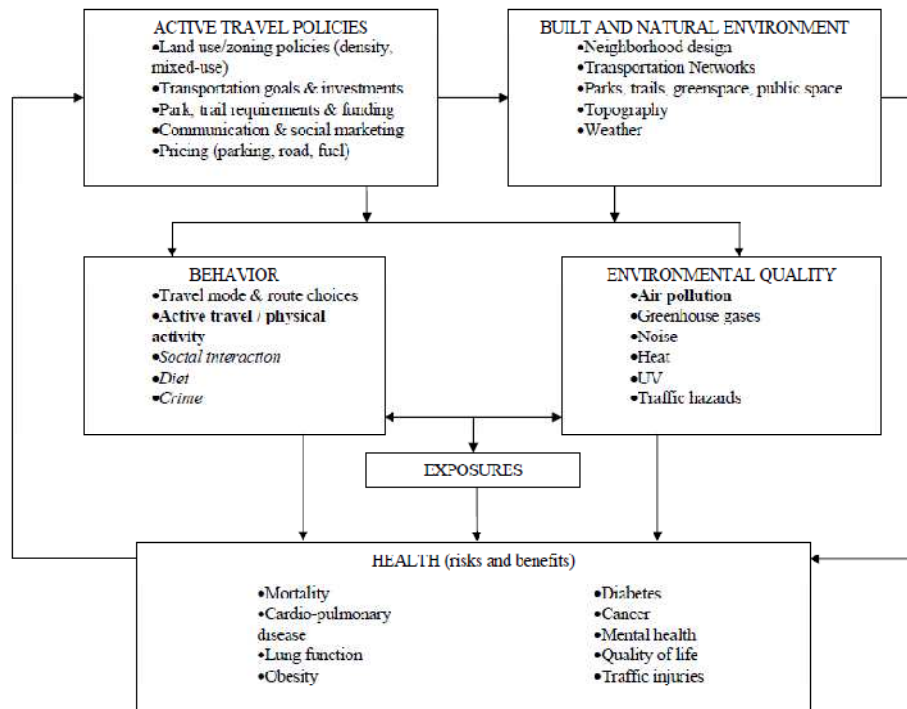 ACTIVE TRAVEL POLICIES
•Land use/zoning policies (density,
mixed-use)
•Transportation goals & investments
•Park, trail requirements & funding
•Communication & social marketing
•Pricing (parking, road, fuel)
BUILT AND NATURAL ENVIRONMENT
•Neighborhood design
•Transportation Networks
•Parks, trails, greenspace, public space
•Topography
•Weather
BEHAVIOR
•Travel mode & route choices
•Active travel / physical
activity
•Social interaction
•Diet
•Crime
ENVIRONMENTAL QUALITY
•Air pollution
•Greenhouse gases
•Noise
•Heat
•UV
•Traffic hazards
EXPOSURES
HEALTH (risks and benefits)
•Mortality
•Cardio-pulmonary
disease
•Lung function
•Obesity
•Diabetes
•Cancer
•Mental health
•Quality of life
•Traffic injuries